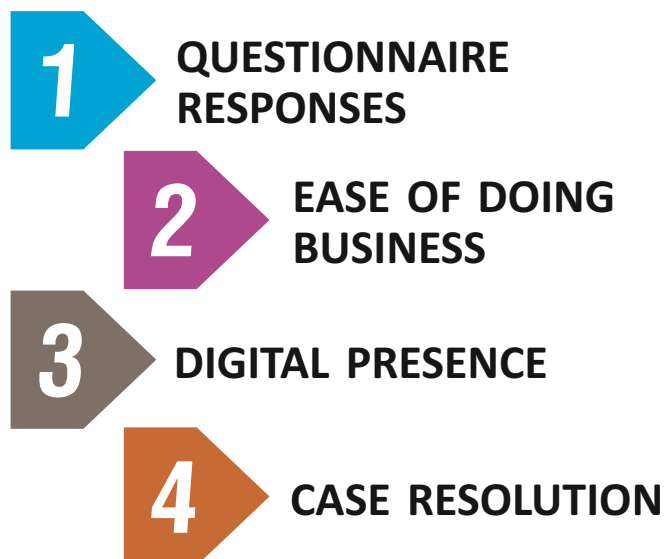 1
QUESTIONNAIRE
RESPONSES
2
EASE OF DOING
BUSINESS
3
DIGITAL PRESENCE
4
CASE RESOLUTION